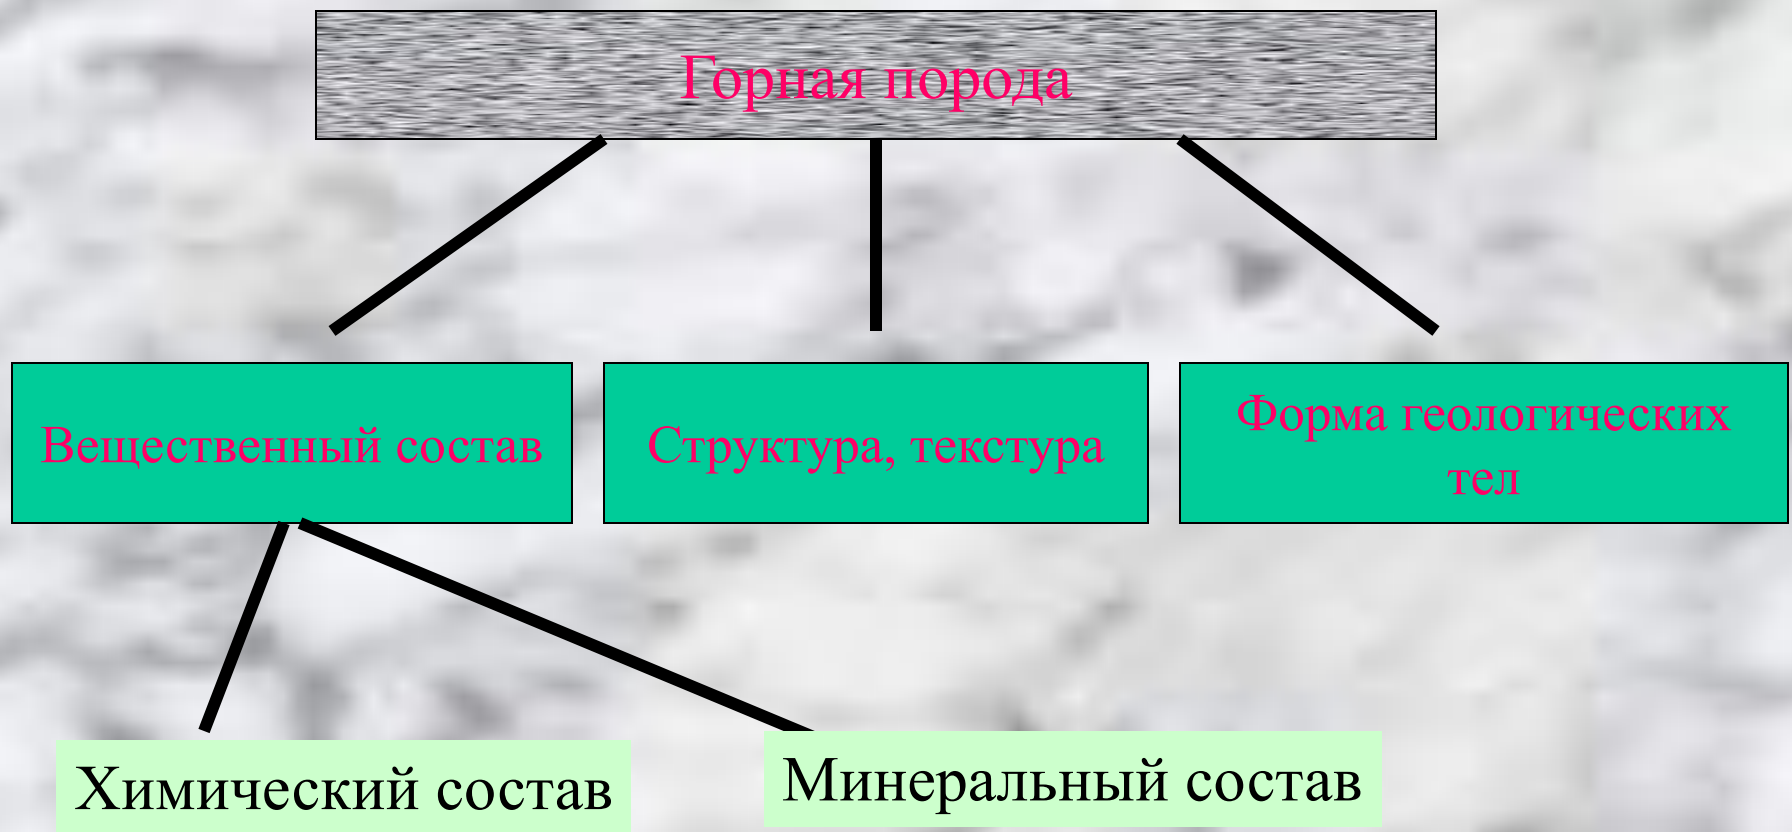 Горная порода
Вещественный состав
Структура, текстура
Форма геологических
тел
Химический состав
Минеральный состав